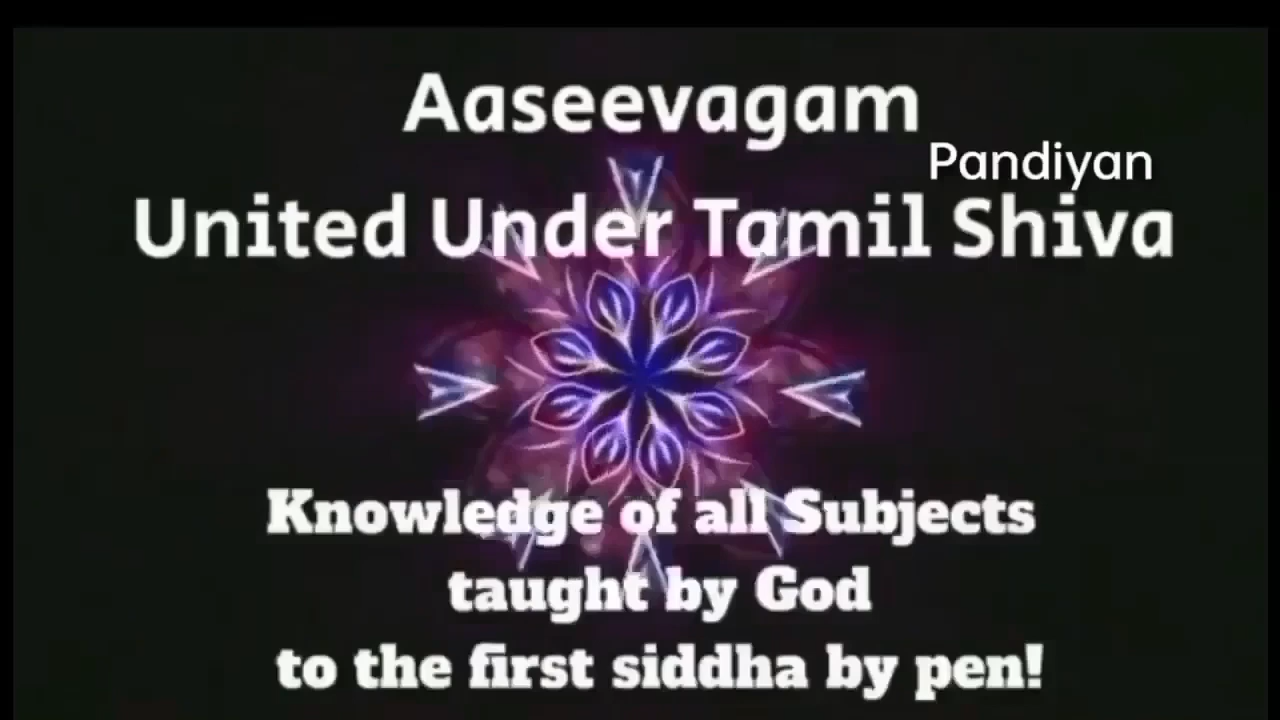 Aaseevagam
Pandiyan
United Under Tamil Shiva
Knowledge of all Subjects
taught by God
to the first siddha by pen!